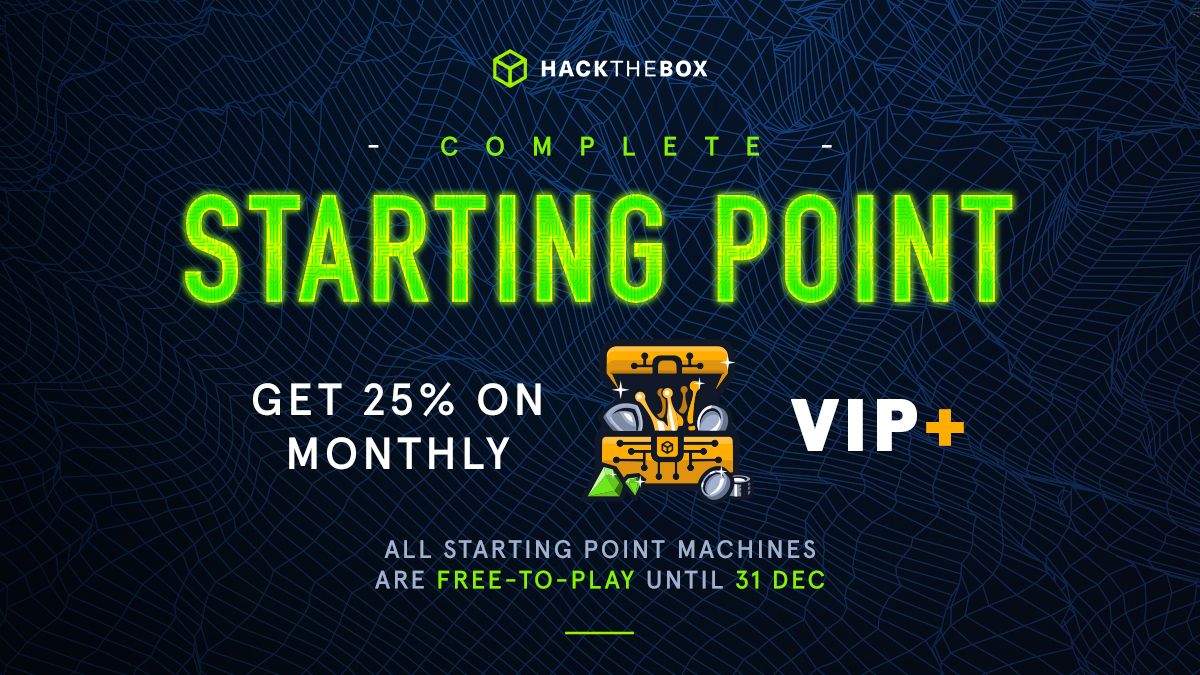 HACKTHEBOX
- COMPLETE -
STARTING POINT
GET 25% ON
MONTHLY
VIP+
ALL STARTING POINT MACHINES
ARE FREE-TO-PLAY UNTIL 31 DEC